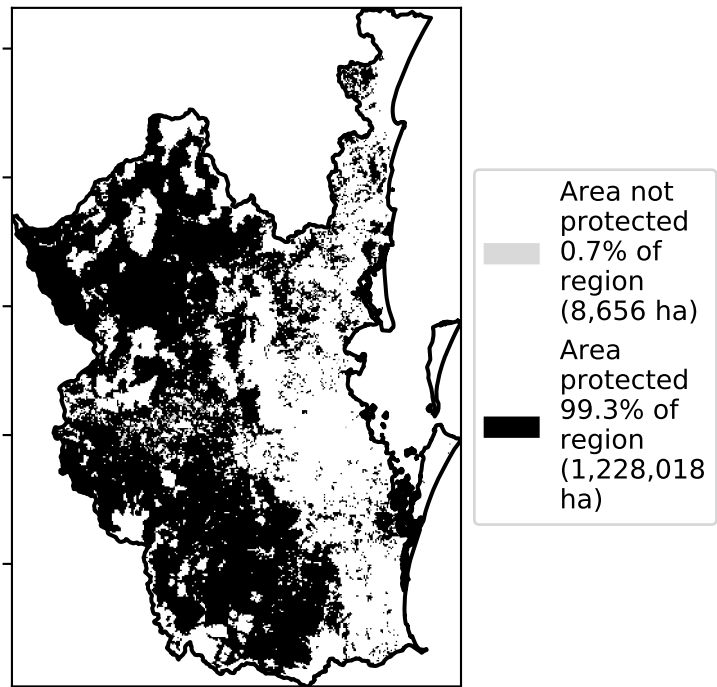 Area not
protected
0.7% of
region
(8,656 ha)
Area
protected
99.3% of
region
(1,228,018
ha)